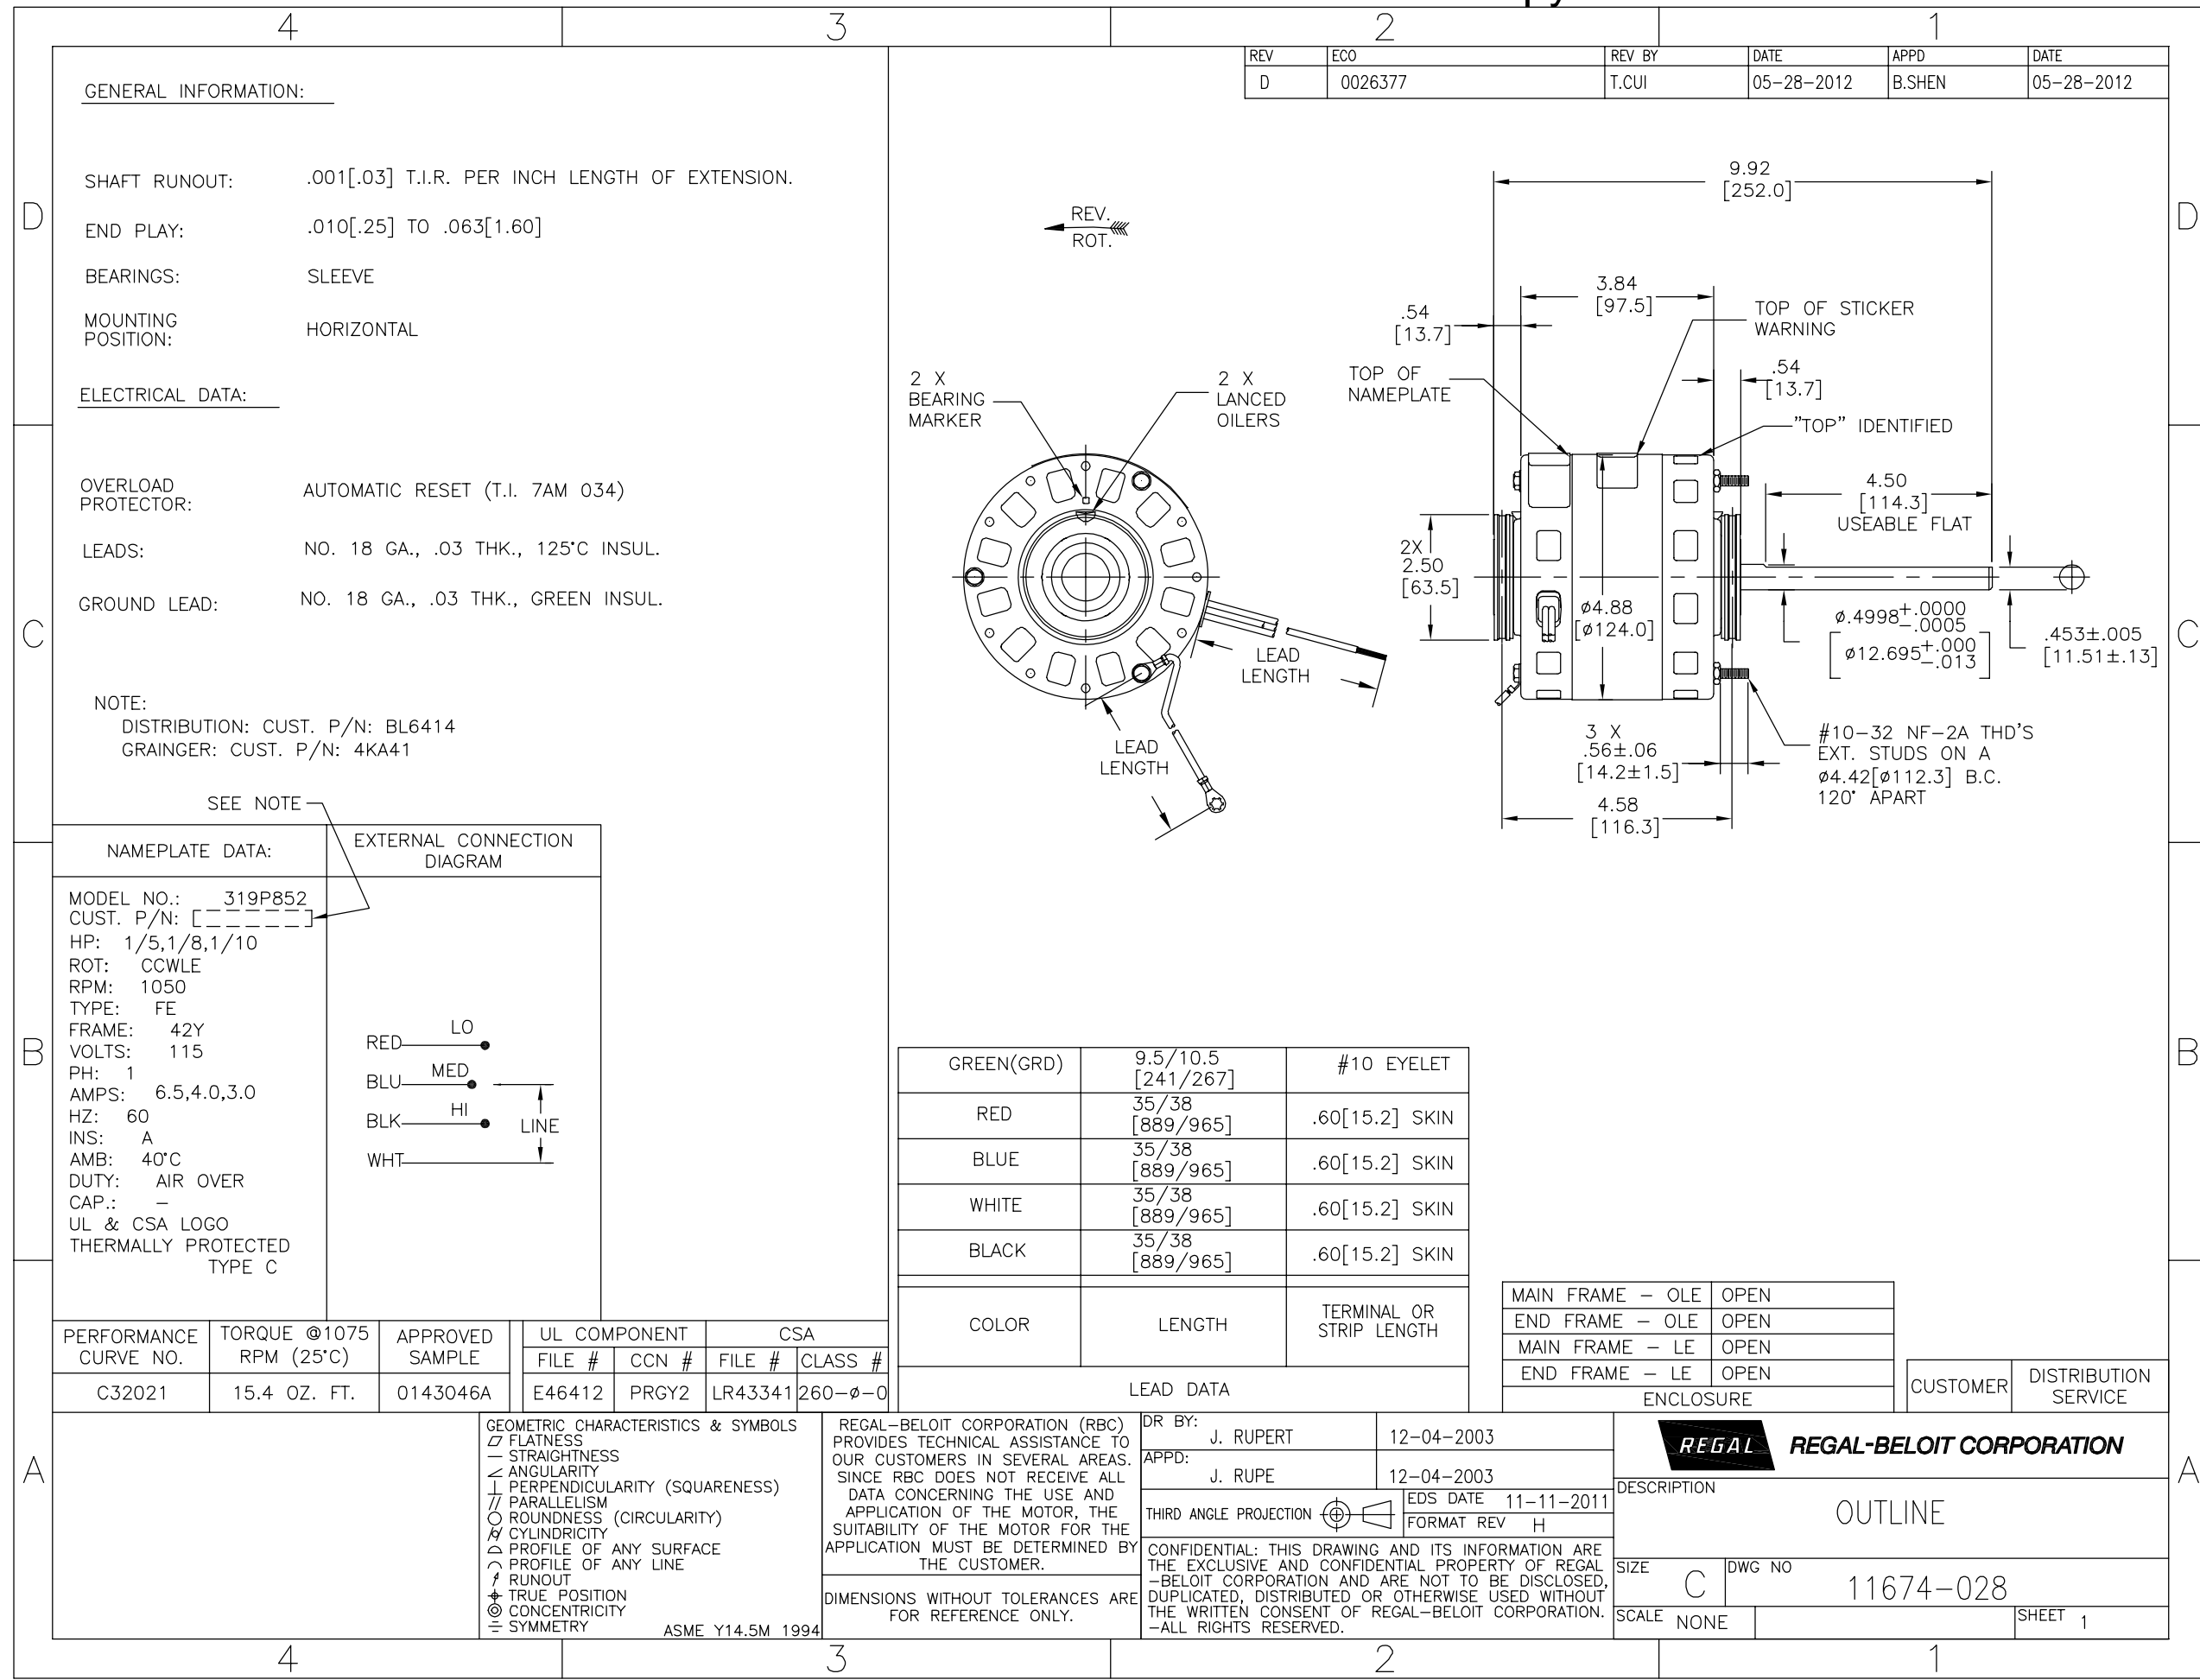 4 3 2 1
REV ECO REV BY DATE APPD DATE
D 0026377 T.CUI 05-28-2012 B.SHEN 05-28-2012
GENERAL INFORMATION:
SHAFT RUNOUT: .001[.03] T.I.R. PER INCH LENGTH OF EXTENSION.
END PLAY: .010[.25] TO .063[1.60]
BEARINGS: SLEEVE
MOUNTING
POSITION: HORIZONTAL
ELECTRICAL DATA:
OVERLOAD
PROTECTOR: AUTOMATIC RESET (T.I. 7AM 034)
LEADS: NO. 18 GA., .03 THK., 125°C INSUL.
GROUND LEAD: NO. 18 GA., .03 THK., GREEN INSUL.
NOTE:
DISTRIBUTION: CUST. P/N: BL6414
GRAINGER: CUST. P/N: 4KA41
SEE NOTE
D
C
B
A
REV.
ROT.
2 X
BEARING
MARKER
2 X
LANCED
OILERS
LEAD
LENGTH
LEAD
LENGTH
9.92
[252.0]
3.84
[97.5]
.54
[13.7]
TOP OF STICKER
WARNING
.54
[13.7]
TOP OF
NAMEPLATE
"TOP" IDENTIFIED
4.50
[114.3]
USEABLE FLAT
2X
2.50
[63.5]
ø4.88
[ø124.0]
ø.4998+.0000
-.0005
[ø12.695+.000
-.013]
.453±.005
[11.51±.13]
3 X
.56±.06
[14.2±1.5]
4.58
[116.3]
#10-32 NF-2A THD'S
EXT. STUDS ON A
ø4.42[ø112.3] B.C.
120° APART
D
C
B
A
NAMEPLATE DATA:
MODEL NO.: 319P852
CUST. P/N:
HP: 1/5,1/8,1/10
ROT: CCWLE
RPM: 1050
TYPE: FE
FRAME: 42Y
VOLTS: 115
PH: 1
AMPS: 6.5,4.0,3.0
HZ: 60
INS: A
AMB: 40°C
DUTY: AIR OVER
CAP.: -
UL & CSA LOGO
THERMALLY PROTECTED
TYPE C
EXTERNAL CONNECTION
DIAGRAM
RED LO
BLU MED
BLK HI
WHT
LINE
GREEN(GRD) 9.5/10.5 [241/267] #10 EYELET
RED 35/38 [889/965] .60[15.2] SKIN
BLUE 35/38 [889/965] .60[15.2] SKIN
WHITE 35/38 [889/965] .60[15.2] SKIN
BLACK 35/38 [889/965] .60[15.2] SKIN
COLOR LENGTH TERMINAL OR STRIP LENGTH
LEAD DATA
MAIN FRAME - OLE OPEN
END FRAME - OLE OPEN
MAIN FRAME - LE OPEN
END FRAME - LE OPEN
ENCLOSURE
CUSTOMER DISTRIBUTION SERVICE
PERFORMANCE CURVE NO. TORQUE @1075 RPM (25°C) APPROVED SAMPLE
C32021 15.4 OZ. FT. 0143046A
UL COMPONENT CSA
FILE # CCN # FILE # CLASS #
E46412 PRGY2 LR43341 260-ø-0
GEOMETRIC CHARACTERISTICS & SYMBOLS
FLATNESS
STRAIGHTNESS
ANGULARITY
PERPENDICULARITY (SQUARENESS)
PARALLELISM
ROUNDNESS (CIRCULARITY)
CYLINDRICITY
PROFILE OF ANY SURFACE
PROFILE OF ANY LINE
RUNOUT
TRUE POSITION
CONCENTRICITY
SYMMETRY
ASME Y14.5M 1994
REGAL-BELOIT CORPORATION (RBC)
PROVIDES TECHNICAL ASSISTANCE TO
OUR CUSTOMERS IN SEVERAL AREAS.
SINCE RBC DOES NOT RECEIVE ALL
DATA CONCERNING THE USE AND
APPLICATION OF THE MOTOR, THE
SUITABILITY OF THE MOTOR FOR THE
APPLICATION MUST BE DETERMINED BY
THE CUSTOMER.
DIMENSIONS WITHOUT TOLERANCES ARE
FOR REFERENCE ONLY.
DR BY: J. RUPERT 12-04-2003
APPD: J. RUPE 12-04-2003
THIRD ANGLE PROJECTION
EDS DATE 11-11-2011
FORMAT REV H
CONFIDENTIAL: THIS DRAWING AND ITS INFORMATION ARE
THE EXCLUSIVE AND CONFIDENTIAL PROPERTY OF REGAL
-BELOIT CORPORATION AND ARE NOT TO BE DISCLOSED,
DUPLICATED, DISTRIBUTED OR OTHERWISE USED WITHOUT
THE WRITTEN CONSENT OF REGAL-BELOIT CORPORATION.
-ALL RIGHTS RESERVED.
REGAL REGAL-BELOIT CORPORATION
DESCRIPTION
OUTLINE
SIZE C DWG NO 11674-028
SCALE NONE SHEET 1
4 3 2 1